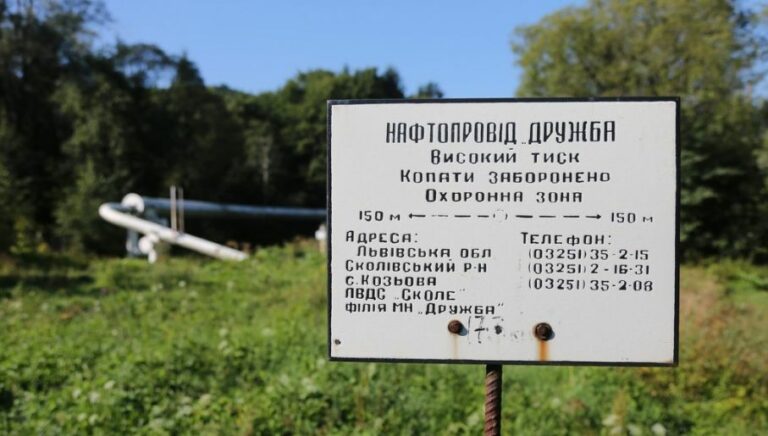 НАФТОПРОВІД „ДРУЖБА
ВИСОКИЙ ТИСК
КОПАТИ ЗАБОРОНЕНО
ОХОРОННА ЗОНА
150 м ←--- ---→ 150 м
АДРЕСА:
ЛЬВІВСЬКА ОБЛ
СКОЛІВСЬКИЙ Р-Н
С. КОЗЬОВА
ЛВДС „СКОЛЕ"
ФІЛІЯ МН „ДРУЖБА"
ТЕЛЕФОН:
(03251) 35-2-15
(03251) 2-16-31
(03251) 35-2-08